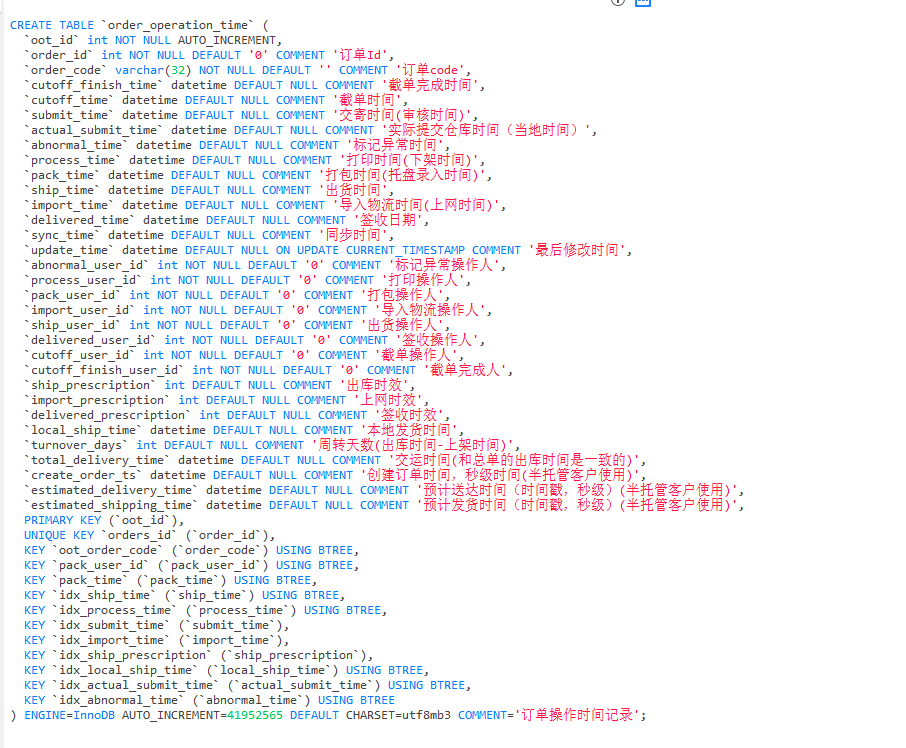 CREATE TABLE `order_operation_time` (
  `oot_id` int NOT NULL AUTO_INCREMENT,
  `order_id` int NOT NULL DEFAULT '0' COMMENT '订单Id',
  `order_code` varchar(32) NOT NULL DEFAULT '' COMMENT '订单code',
  `cutoff_finish_time` datetime DEFAULT NULL COMMENT '截单完成时间',
  `cutoff_time` datetime DEFAULT NULL COMMENT '截单时间',
  `submit_time` datetime DEFAULT NULL COMMENT '交寄时间(审核时间)',
  `actual_submit_time` datetime DEFAULT NULL COMMENT '实际提交仓库时间（当地时间）',
  `abnormal_time` datetime DEFAULT NULL COMMENT '标记异常时间',
  `process_time` datetime DEFAULT NULL COMMENT '打印时间(下架时间)',
  `pack_time` datetime DEFAULT NULL COMMENT '打包时间(托盘录入时间)',
  `ship_time` datetime DEFAULT NULL COMMENT '出货时间',
  `import_time` datetime DEFAULT NULL COMMENT '导入物流时间(上网时间)',
  `delivered_time` datetime DEFAULT NULL COMMENT '签收日期',
  `sync_time` datetime DEFAULT NULL COMMENT '同步时间',
  `update_time` datetime DEFAULT NULL ON UPDATE CURRENT_TIMESTAMP COMMENT '最后修改时间',
  `abnormal_user_id` int NOT NULL DEFAULT '0' COMMENT '标记异常操作人',
  `process_user_id` int NOT NULL DEFAULT '0' COMMENT '打印操作人',
  `pack_user_id` int NOT NULL DEFAULT '0' COMMENT '打包操作人',
  `import_user_id` int NOT NULL DEFAULT '0' COMMENT '导入物流操作人',
  `ship_user_id` int NOT NULL DEFAULT '0' COMMENT '出货操作人',
  `delivered_user_id` int NOT NULL DEFAULT '0' COMMENT '签收操作人',
  `cutoff_user_id` int NOT NULL DEFAULT '0' COMMENT '截单操作人',
  `cutoff_finish_user_id` int NOT NULL DEFAULT '0' COMMENT '截单完成人',
  `ship_prescription` int DEFAULT NULL COMMENT '出库时效',
  `import_prescription` int DEFAULT NULL COMMENT '上网时效',
  `delivered_prescription` int DEFAULT NULL COMMENT '签收时效',
  `local_ship_time` datetime DEFAULT NULL COMMENT '本地发货时间',
  `turnover_days` int DEFAULT NULL COMMENT '周转天数(出库时间-上架时间)',
  `total_delivery_time` datetime DEFAULT NULL COMMENT '交运时间(和总单的出库时间是一致的)',
  `create_order_ts` datetime DEFAULT NULL COMMENT '创建订单时间，秒级时间(半托管客户使用)',
  `estimated_delivery_time` datetime DEFAULT NULL COMMENT '预计送达时间（时间戳，秒级）(半托管客户使用)',
  `estimated_shipping_time` datetime DEFAULT NULL COMMENT '预计发货时间（时间戳，秒级）(半托管客户使用)',
  PRIMARY KEY (`oot_id`),
  UNIQUE KEY `orders_id` (`order_id`),
  KEY `oot_order_code` (`order_code`) USING BTREE,
  KEY `pack_user_id` (`pack_user_id`) USING BTREE,
  KEY `pack_time` (`pack_time`) USING BTREE,
  KEY `idx_ship_time` (`ship_time`) USING BTREE,
  KEY `idx_process_time` (`process_time`) USING BTREE,
  KEY `idx_submit_time` (`submit_time`),
  KEY `idx_import_time` (`import_time`),
  KEY `idx_ship_prescription` (`ship_prescription`),
  KEY `idx_local_ship_time` (`local_ship_time`) USING BTREE,
  KEY `idx_actual_submit_time` (`actual_submit_time`) USING BTREE,
  KEY `idx_abnormal_time` (`abnormal_time`) USING BTREE
) ENGINE=InnoDB AUTO_INCREMENT=41952565 DEFAULT CHARSET=utf8mb3 COMMENT='订单操作时间记录';